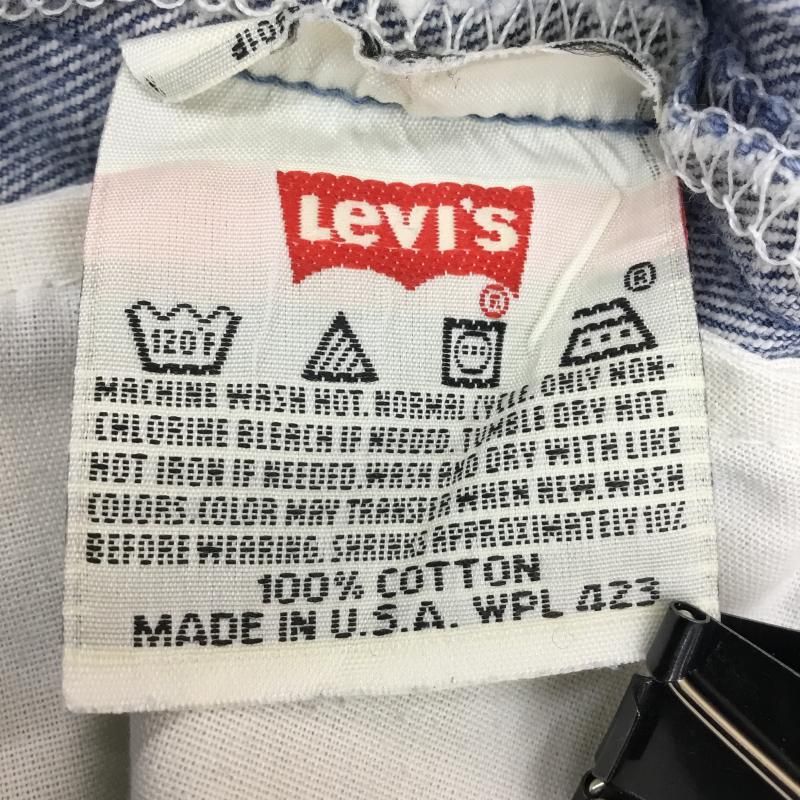 Levi's
®
®
120°F
MACHINE WASH HOT. NORMAL CYCLE. ONLY NON-
CHLORINE BLEACH IF NEEDED. TUMBLE DRY HOT.
HOT IRON IF NEEDED. WASH AND DRY WITH LIKE
COLORS. COLOR MAY TRANSFER WHEN NEW. WASH
BEFORE WEARING. SHRINKS APPROXIMATELY 10%
100% COTTON
MADE IN U.S.A. WPL 423